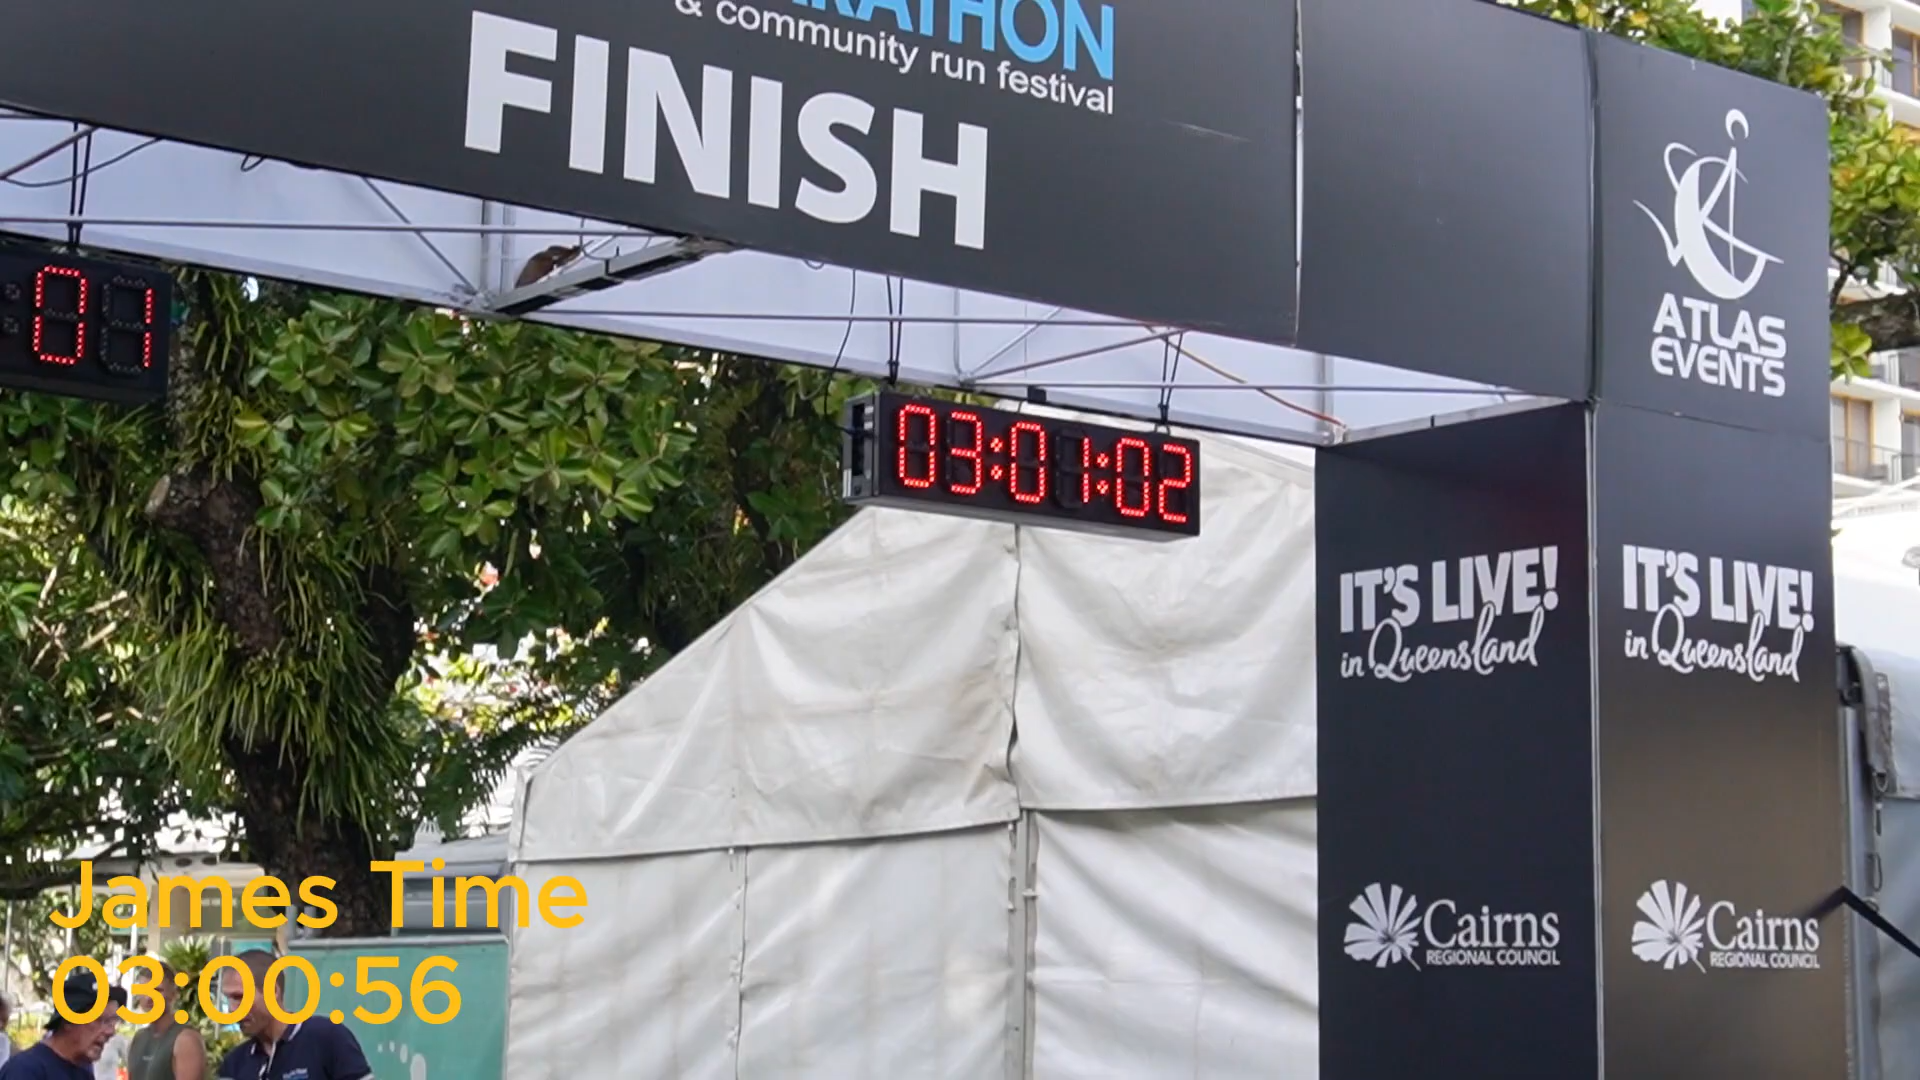 & community run festival
FINISH
ATLAS
EVENTS
01
03:01:02
IT'S LIVE!
in Queensland
IT'S LIVE!
in Queensland
Cairns
REGIONAL COUNCIL
Cairns
REGIONAL COUNCIL
James Time
03:00:56